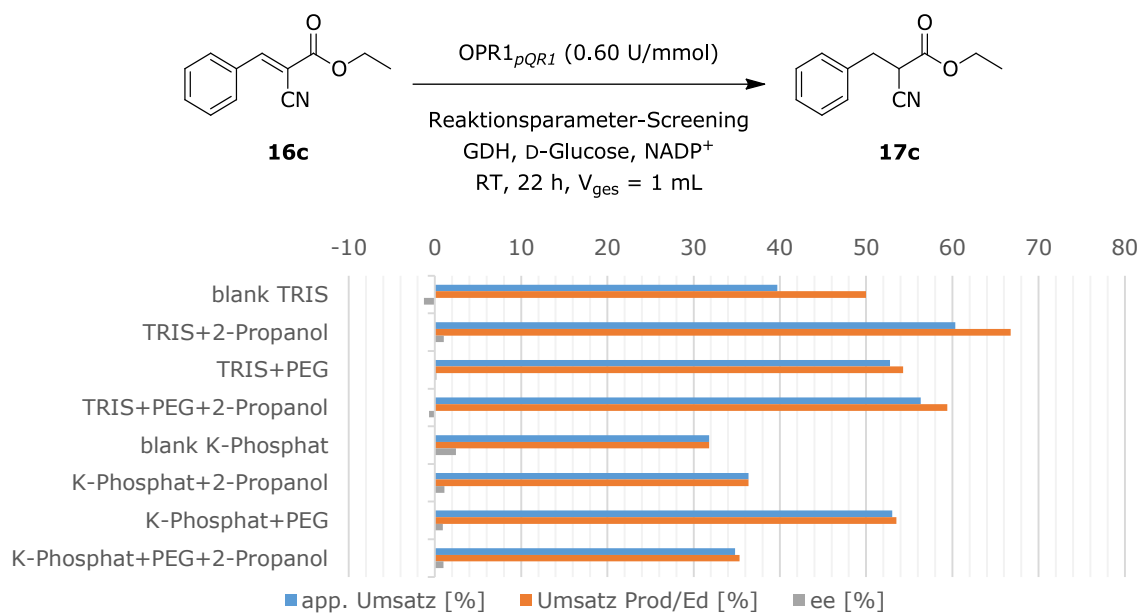 O
O
CN
16c
OPR1pQR1 (0.60 U/mmol)
Reaktionsparameter-Screening
GDH, D-Glucose, NADP+
RT, 22 h, Vges = 1 mL
O
O
CN
17c
-10 0 10 20 30 40 50 60 70 80
blank TRIS
TRIS+2-Propanol
TRIS+PEG
TRIS+PEG+2-Propanol
blank K-Phosphat
K-Phosphat+2-Propanol
K-Phosphat+PEG
K-Phosphat+PEG+2-Propanol
app. Umsatz [%] Umsatz Prod/Ed [%] ee [%]